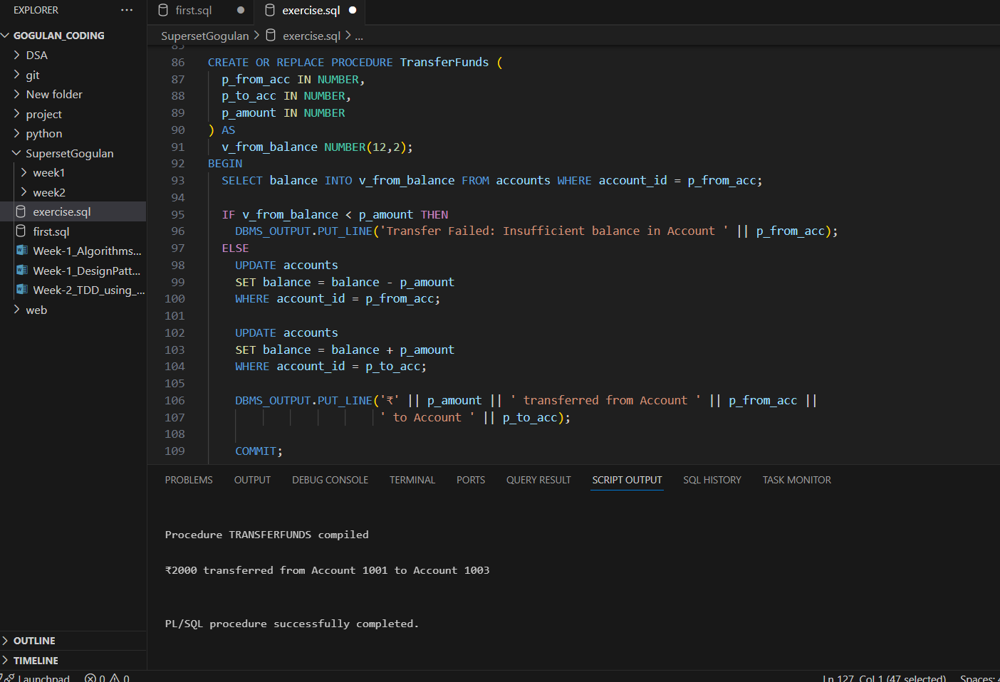 EXPLORER
...
first.sql
exercise.sql
GOGULAN_CODING
SupersetGogulan > exercise.sql > ...
DSA
git
New folder
project
python
SupersetGogulan
week1
week2
exercise.sql
first.sql
Week-1_Algorithms...
Week-1_DesignPatt...
Week-2_TDD_using_...
web
OUTLINE
TIMELINE
85
86 CREATE OR REPLACE PROCEDURE TransferFunds (
87 p_from_acc IN NUMBER,
88 p_to_acc IN NUMBER,
89 p_amount IN NUMBER
90 ) AS
91 v_from_balance NUMBER(12,2);
92 BEGIN
93 SELECT balance INTO v_from_balance FROM accounts WHERE account_id = p_from_acc;
94
95 IF v_from_balance < p_amount THEN
96 DBMS_OUTPUT.PUT_LINE('Transfer Failed: Insufficient balance in Account ' || p_from_acc);
97 ELSE
98 UPDATE accounts
99 SET balance = balance - p_amount
100 WHERE account_id = p_from_acc;
101
102 UPDATE accounts
103 SET balance = balance + p_amount
104 WHERE account_id = p_to_acc;
105
106 DBMS_OUTPUT.PUT_LINE('₹' || p_amount || ' transferred from Account ' || p_from_acc ||
107 ' to Account ' || p_to_acc);
108
109 COMMIT;
PROBLEMS OUTPUT DEBUG CONSOLE TERMINAL PORTS QUERY RESULT SCRIPT OUTPUT SQL HISTORY TASK MONITOR
Procedure TRANSFERFUNDS compiled
₹2000 transferred from Account 1001 to Account 1003
PL/SQL procedure successfully completed.
Launchpad 0 0 Ln 127, Col 1 (47 selected) Spaces: